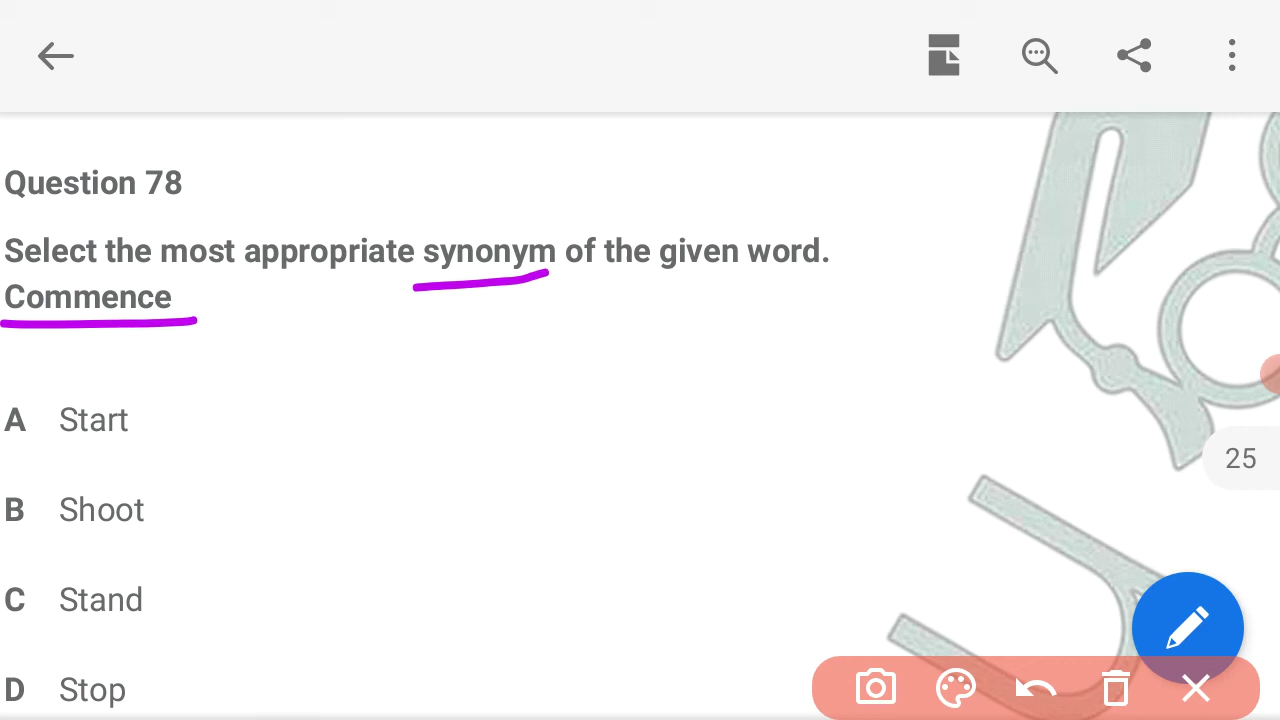 Question 78
Select the most appropriate synonym of the given word.
Commence
A Start
B Shoot
C Stand
D Stop
25